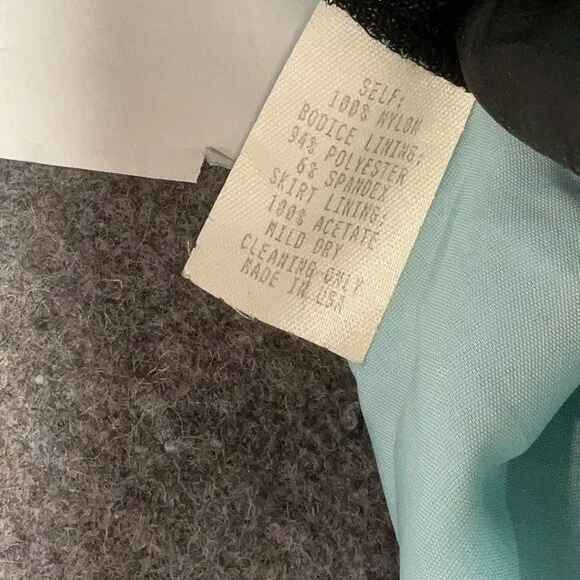 SELF:
100% NYLON
BODICE LINING:
94% POLYESTER
6% SPANDEX
SKIRT LINING:
100% ACETATE
MILD DRY
CLEANING ONLY
MADE IN USA